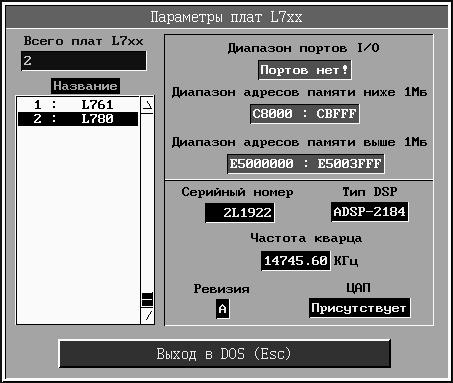 Параметры плат L7xx
Всего плат L7xx
2
Название
1 : L761
2 : L780
Диапазон портов I/O
Портов нет!
Диапазон адресов памяти ниже 1Мб
C8000 : CBFFF
Диапазон адресов памяти выше 1Мб
E5000000 : E5003FFF
Серийный номер
2L1922
Тип DSP
ADSP-2184
Частота кварца
14745.60 КГц
Ревизия
A
ЦАП
Присутствует
Выход в DOS (Esc)